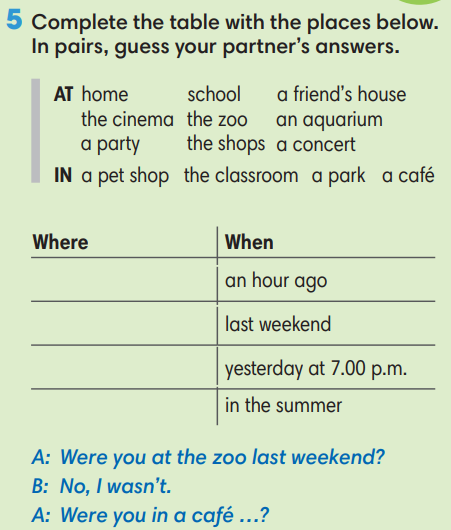 5 Complete the table with the places below.
In pairs, guess your partner's answers.
AT home school a friend's house
the cinema the zoo an aquarium
a party the shops a concert
IN a pet shop the classroom a park a café
Where When
an hour ago
last weekend
yesterday at 7.00 p.m.
in the summer
A: Were you at the zoo last weekend?
B: No, I wasn't.
A: Were you in a café ...?